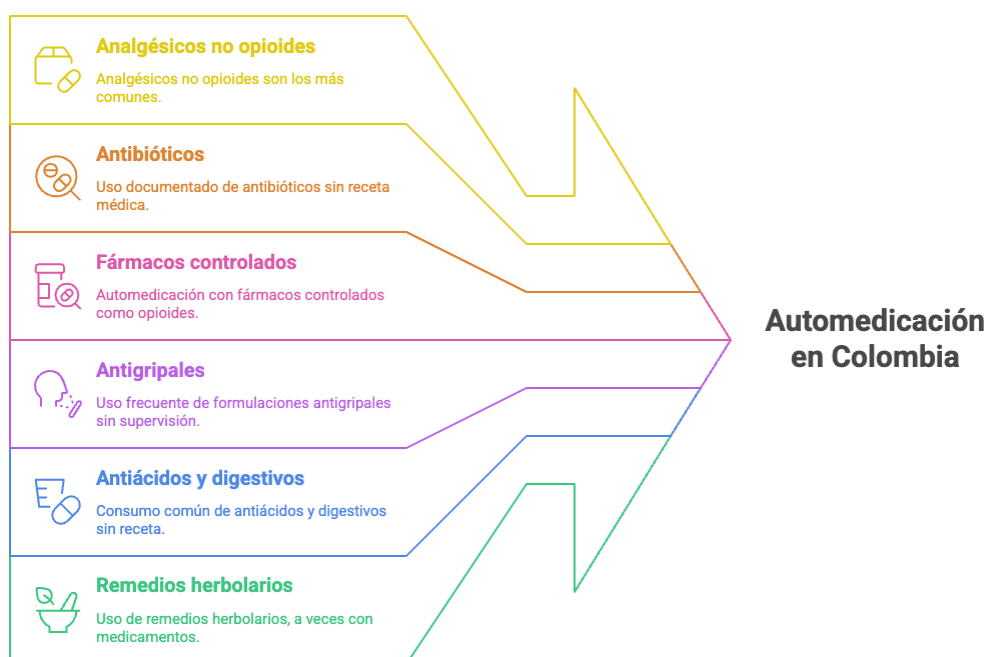 Analgésicos no opioides
Analgésicos no opioides son los más
comunes.
Antibióticos
Uso documentado de antibióticos sin receta
médica.
Fármacos controlados
Automedicación con fármacos controlados
como opioides.
Antigripales
Uso frecuente de formulaciones antigripales
sin supervisión.
Antiácidos y digestivos
Consumo común de antiácidos y digestivos
sin receta.
Remedios herbolarios
Uso de remedios herbolarios, a veces con
medicamentos.
Automedicación
en Colombia